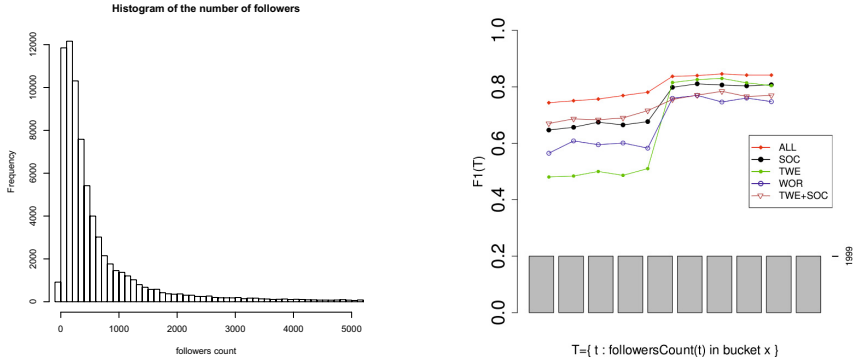 Histogram of the number of followers
Frequency
12000
10000
8000
6000
4000
2000
0
0 1000 2000 3000 4000 5000
followers count
F1(T)
1.0
0.8
0.6
0.4
0.2
0.0
ALL
SOC
TWE
WOR
TWE+SOC
1999
T={ t : followersCount(t) in bucket x }